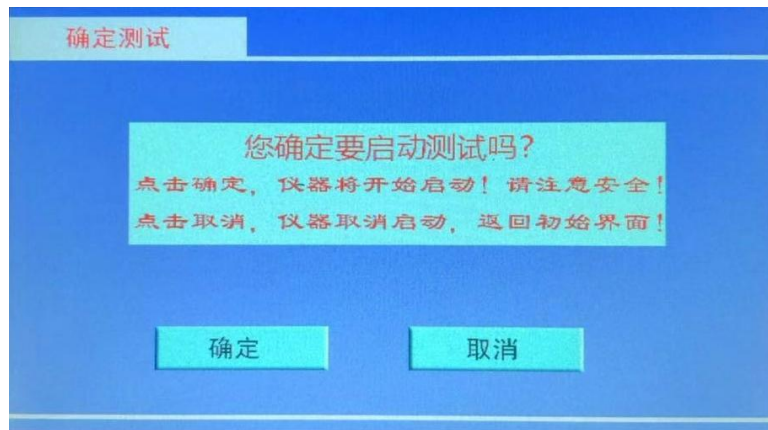 确定测试
您确定要启动测试吗？
点击确定，仪器将开始启动！请注意安全！
点击取消，仪器取消启动，返回初始界面！
确定
取消